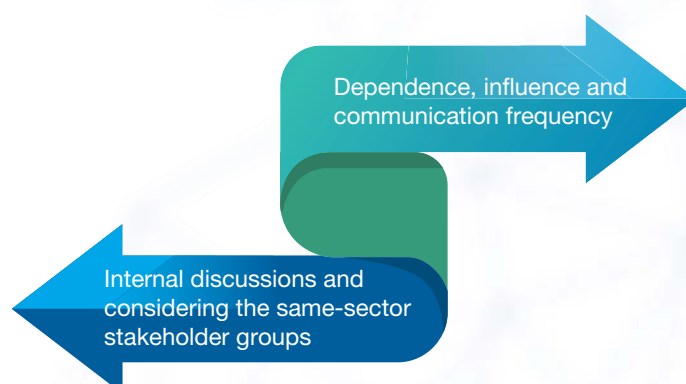 Dependence, influence and
communication frequency
Internal discussions and
considering the same-sector
stakeholder groups